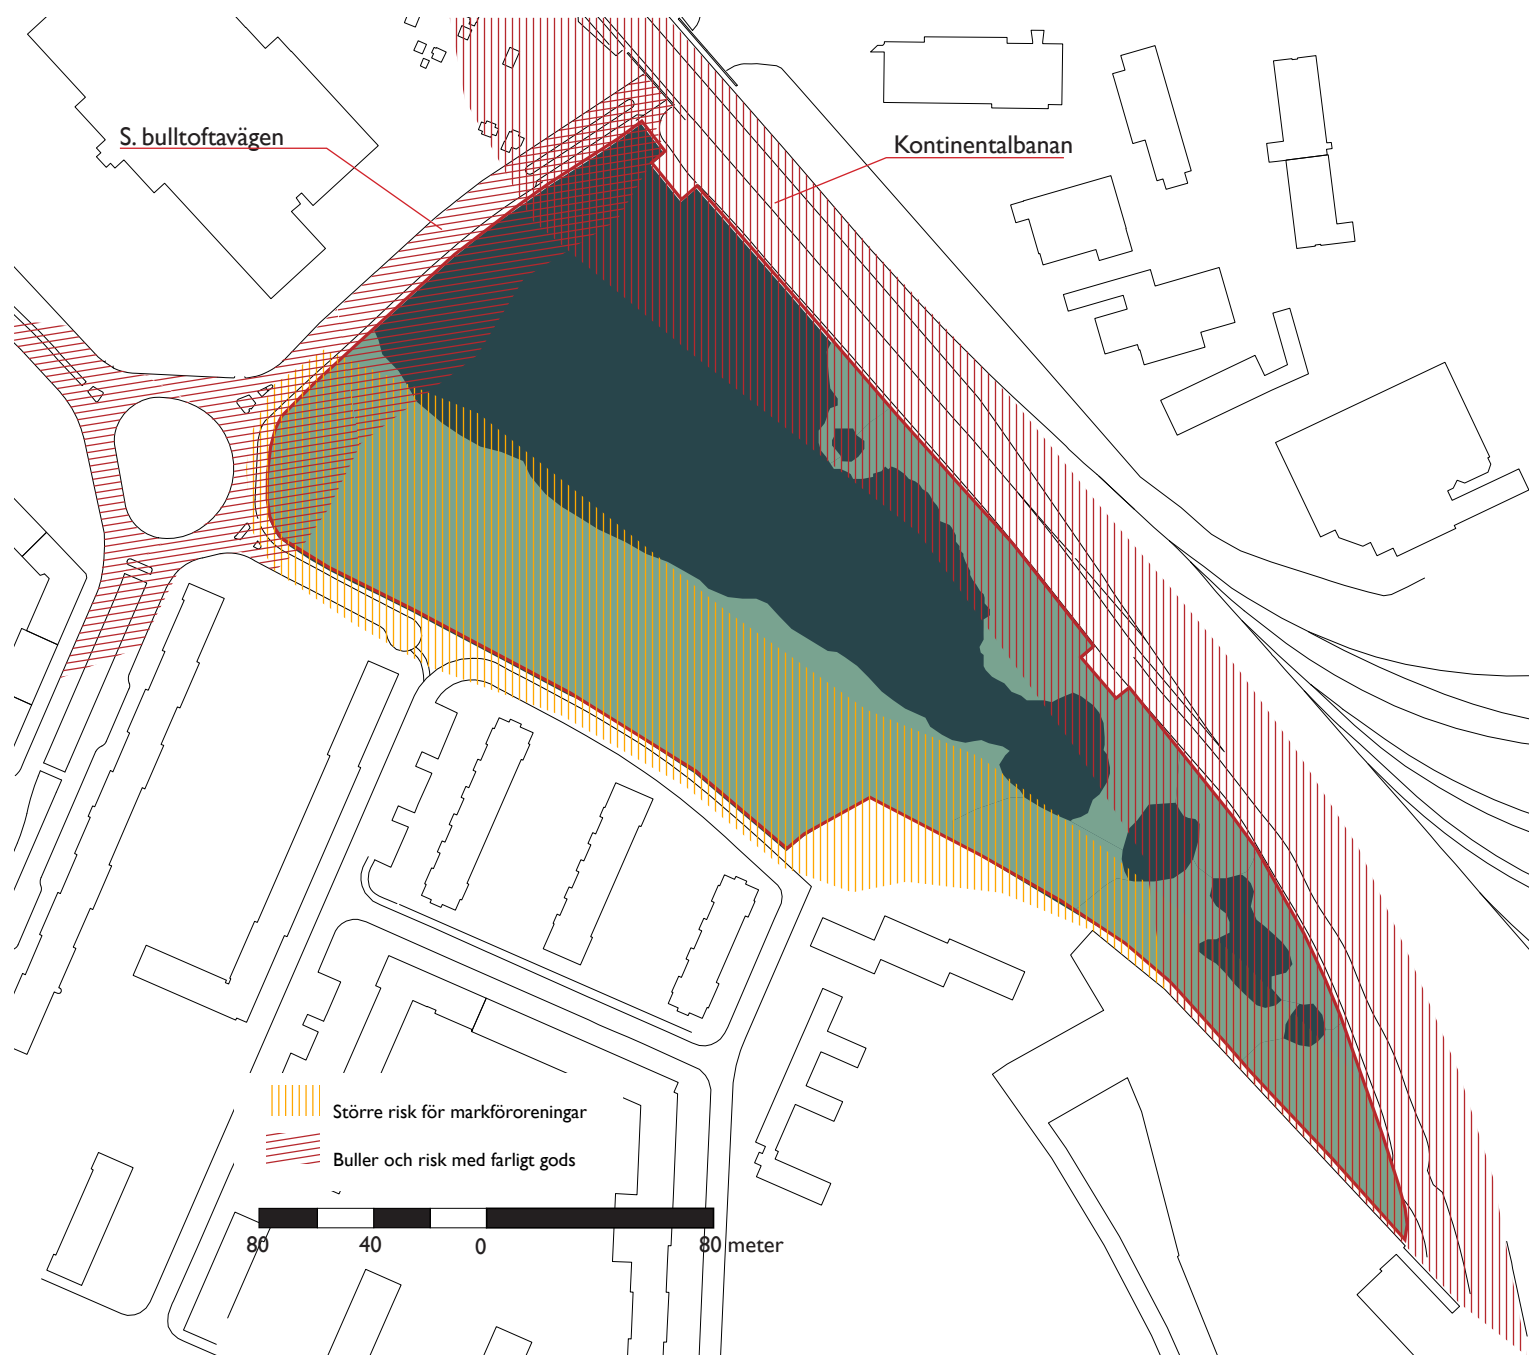 S. bulltoftavägen
Kontinentalbanan
Större risk för markföroreningar
Buller och risk med farligt gods
80 40 0 80 meter